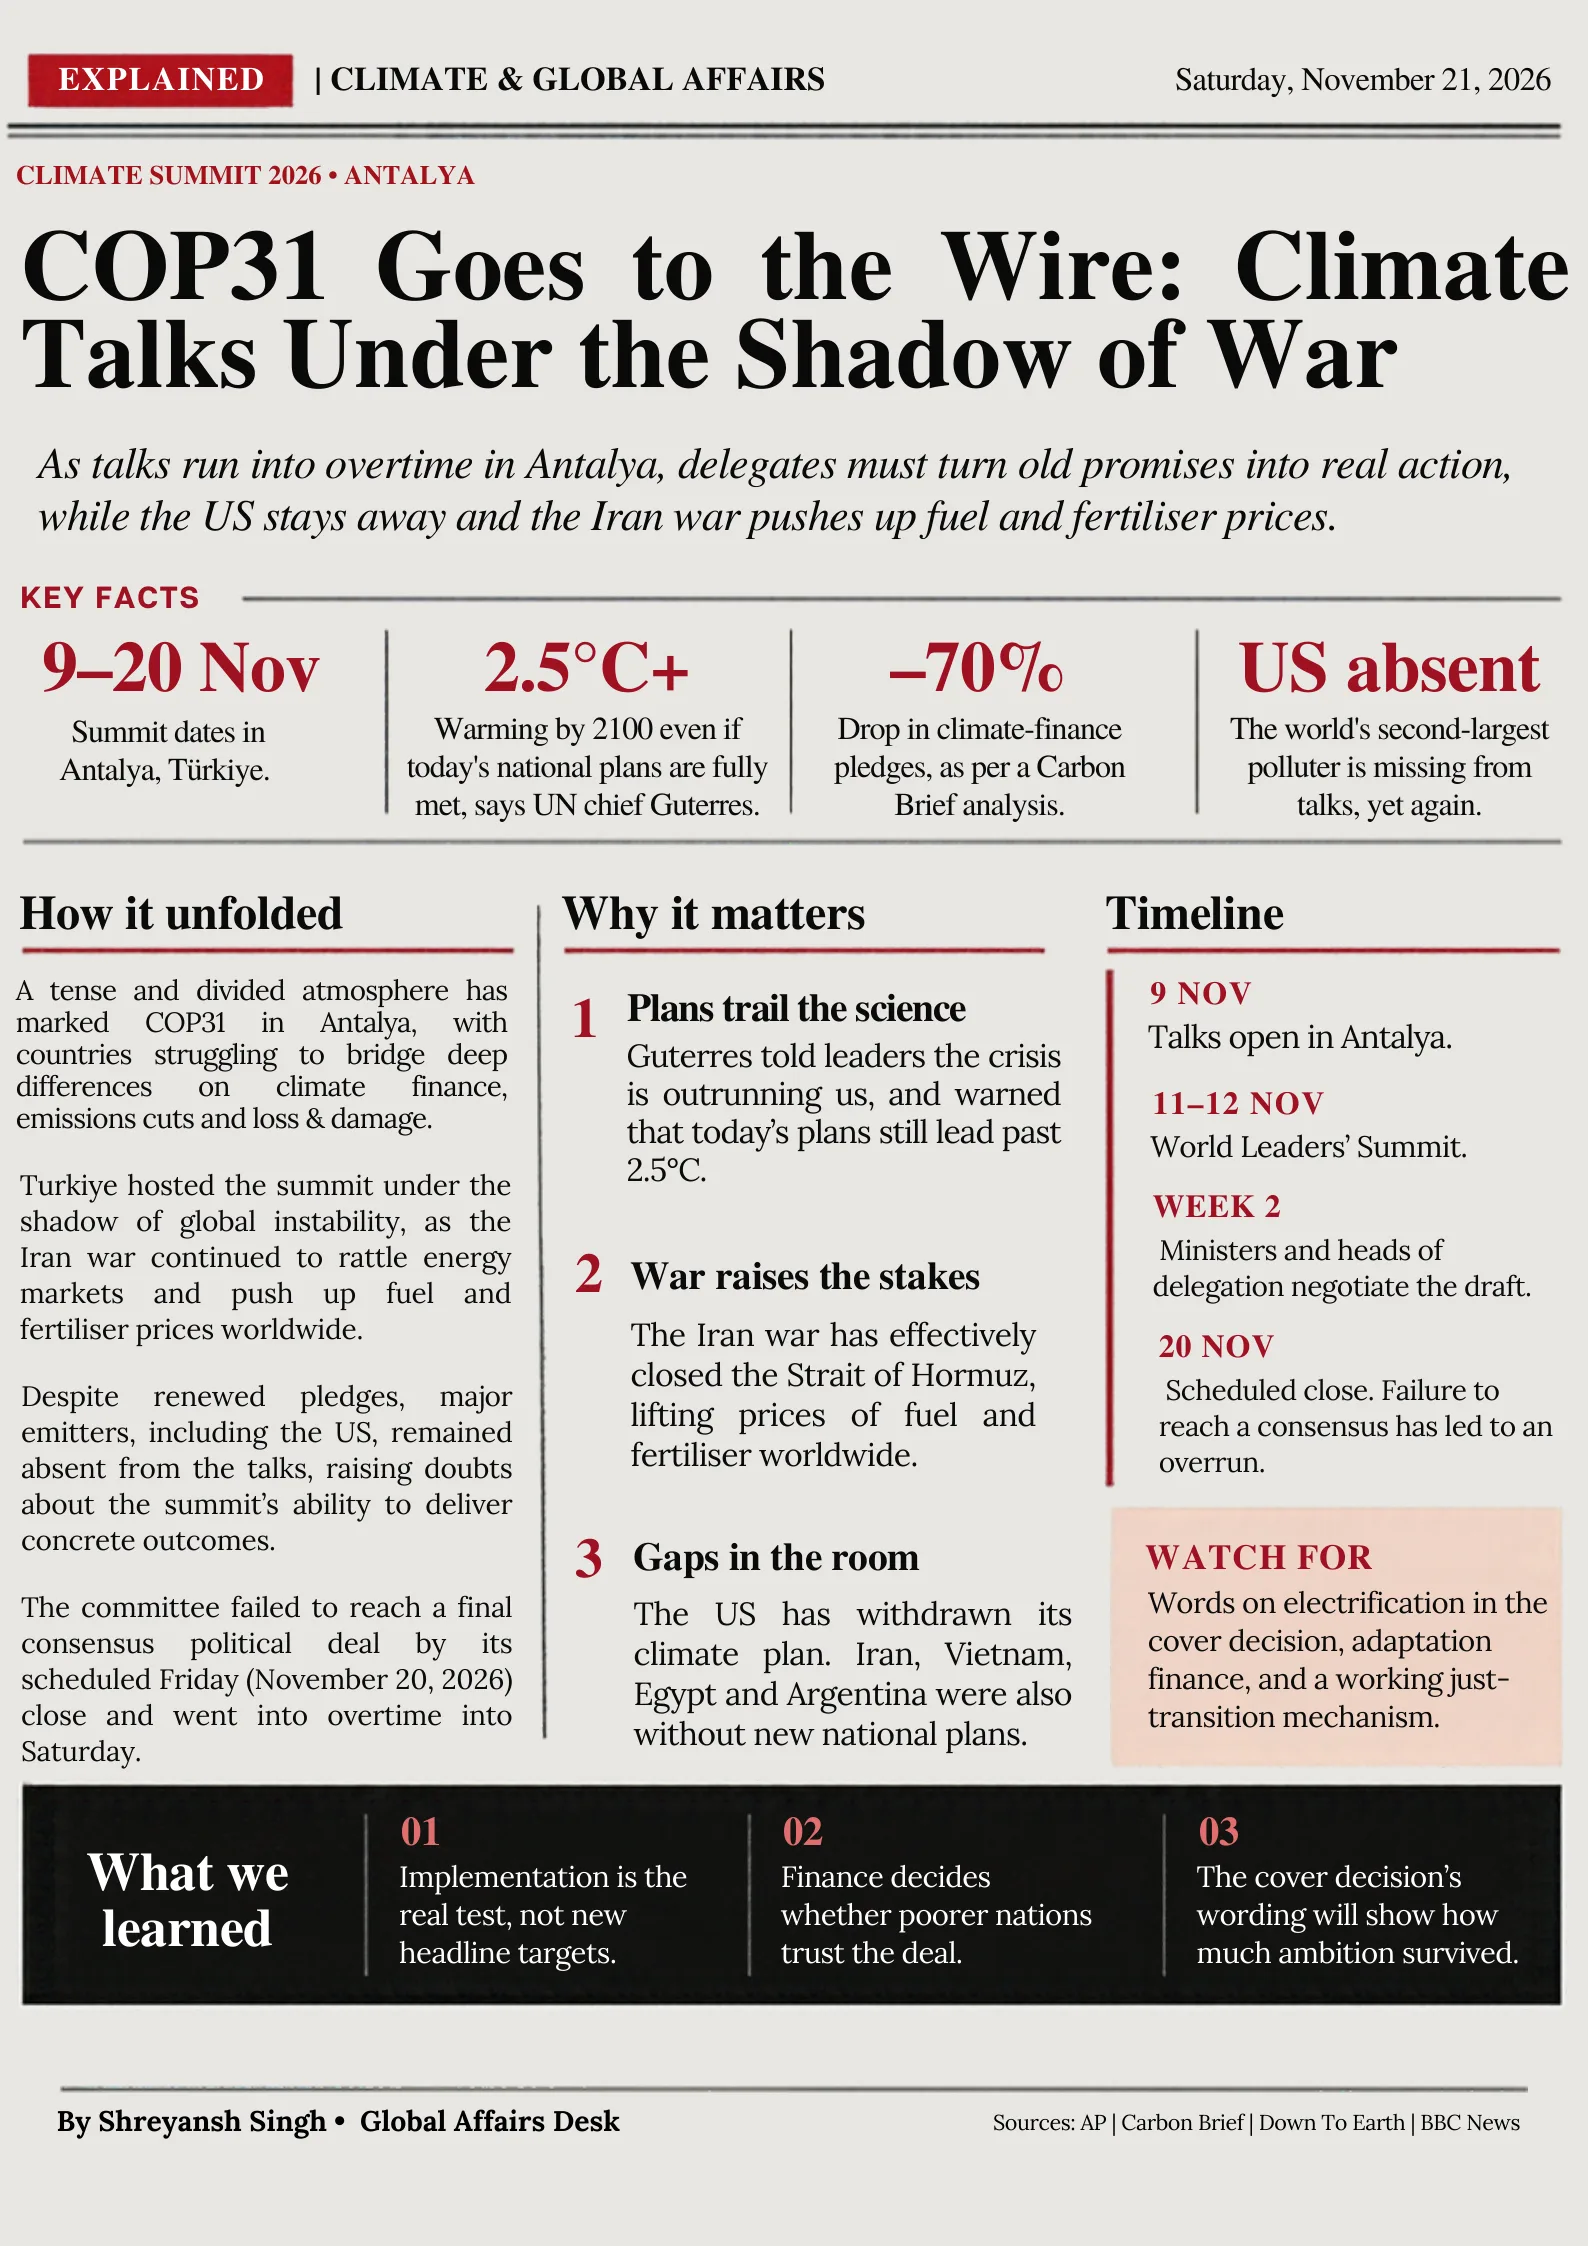 EXPLAINED | CLIMATE & GLOBAL AFFAIRS
Saturday, November 21, 2026
CLIMATE SUMMIT 2026 • ANTALYA
COP31 Goes to the Wire: Climate
Talks Under the Shadow of War
As talks run into overtime in Antalya, delegates must turn old promises into real action,
while the US stays away and the Iran war pushes up fuel and fertiliser prices.
KEY FACTS
9–20 Nov
Summit dates in
Antalya, Türkiye.
2.5°C+
Warming by 2100 even if
today's national plans are fully
met, says UN chief Guterres.
–70%
Drop in climate-finance
pledges, as per a Carbon
Brief analysis.
US absent
The world's second-largest
polluter is missing from
talks, yet again.
How it unfolded
A tense and divided atmosphere has
marked COP31 in Antalya, with
countries struggling to bridge deep
differences on climate finance,
emissions cuts and loss & damage.
Turkiye hosted the summit under the
shadow of global instability, as the
Iran war continued to rattle energy
markets and push up fuel and
fertiliser prices worldwide.
Despite renewed pledges, major
emitters, including the US, remained
absent from the talks, raising doubts
about the summit’s ability to deliver
concrete outcomes.
The committee failed to reach a final
consensus political deal by its
scheduled Friday (November 20, 2026)
close and went into overtime into
Saturday.
Why it matters
1 Plans trail the science
Guterres told leaders the crisis
is outrunning us, and warned
that today’s plans still lead past
2.5°C.
2 War raises the stakes
The Iran war has effectively
closed the Strait of Hormuz,
lifting prices of fuel and
fertiliser worldwide.
3 Gaps in the room
The US has withdrawn its
climate plan. Iran, Vietnam,
Egypt and Argentina were also
without new national plans.
Timeline
9 NOV
Talks open in Antalya.
11–12 NOV
World Leaders’ Summit.
WEEK 2
Ministers and heads of
delegation negotiate the draft.
20 NOV
Scheduled close. Failure to
reach a consensus has led to an
overrun.
WATCH FOR
Words on electrification in the
cover decision, adaptation
finance, and a working just-
transition mechanism.
What we
learned
01
Implementation is the
real test, not new
headline targets.
02
Finance decides
whether poorer nations
trust the deal.
03
The cover decision’s
wording will show how
much ambition survived.
By Shreyansh Singh • Global Affairs Desk
Sources: AP | Carbon Brief | Down To Earth | BBC News